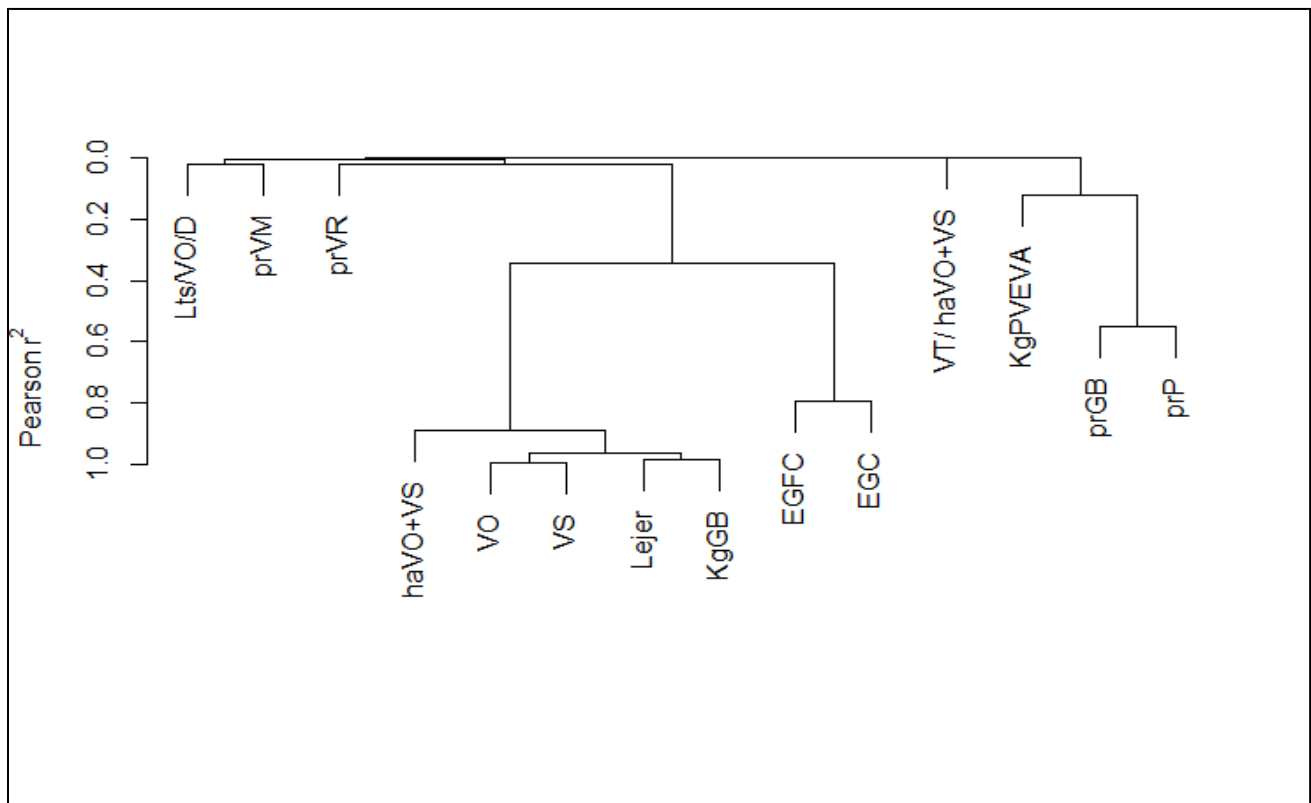 Pearson r²
0.0
0.2
0.4
0.6
0.8
1.0
Lts/VO/D
prVM
prVR
haVO+VS
VO
VS
Lejer
KgGB
EGFC
EGC
VT/ haVO+VS
KgPVEVA
prGB
prP